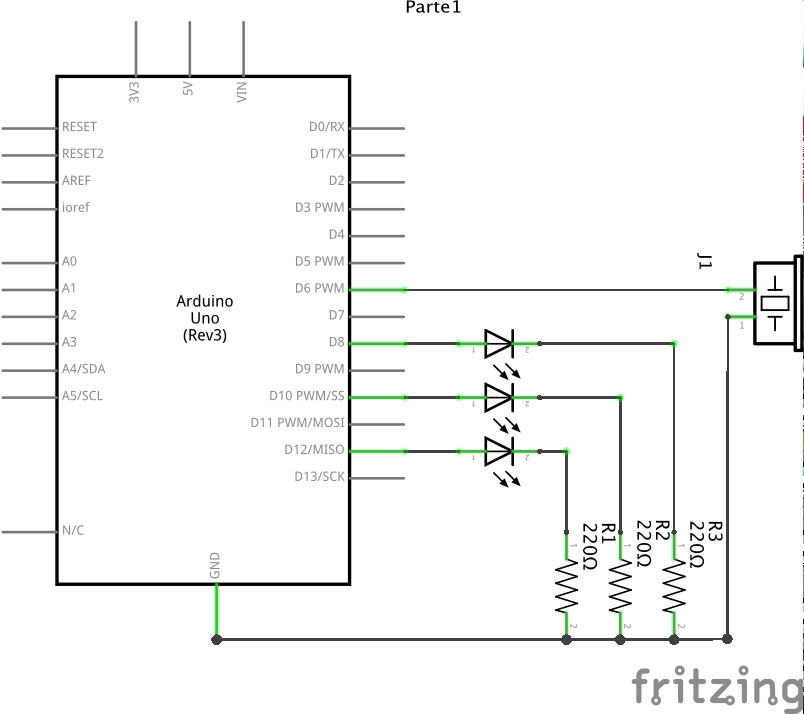 Parte1
3V3
5V
VIN
RESET
RESET2
AREF
ioref
A0
A1
A2
A3
A4/SDA
A5/SCL
N/C
Arduino
Uno
(Rev3)
D0/RX
D1/TX
D2
D3 PWM
D4
D5 PWM
D6 PWM
D7
D8
D9 PWM
D10 PWM/SS
D11 PWM/MOSI
D12/MISO
D13/SCK
GND
J1
2
1
1
2
1
2
1
2
R1
220Ω
R2
220Ω
R3
220Ω
1
1
1
2
2
2
fritzing